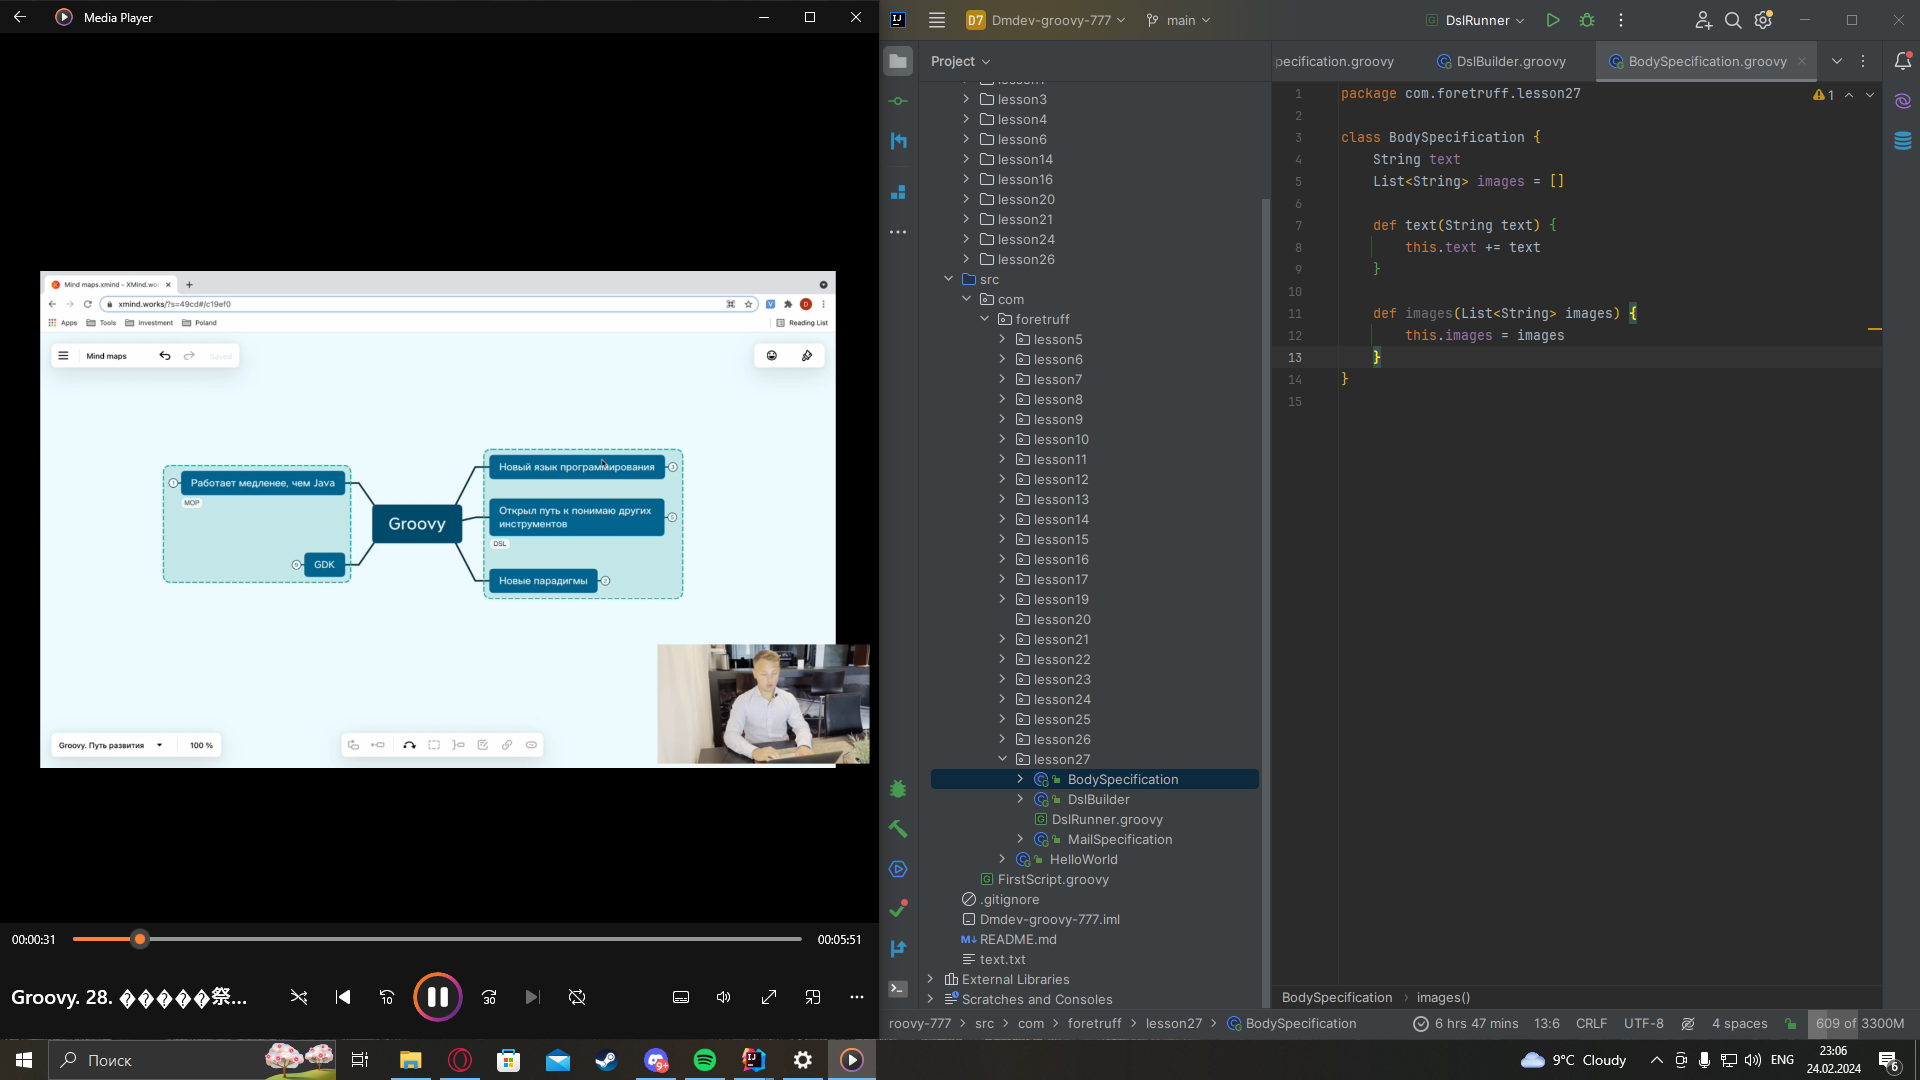 Media Player
Mind maps.xmind - XMind.wor
xmind.works/?s=49cd#/c19ef0
Apps
Tools
Investment
Poland
Reading List
Mind maps
Saved
Новый язык программирования
3
1
Работает медленее, чем Java
MOP
Открыл путь к понимаю других
инструментов
5
Groovy
DSL
GDK
Новые парадигмы
2
Groovy. Путь развития
100 %
00:00:31
00:05:51
Groovy. 28. �����祭...
10
30
D7
Dmdev-groovy-777
main
DslRunner
Project
lesson3
lesson4
lesson6
lesson14
lesson16
lesson20
lesson21
lesson24
lesson26
src
com
foretruff
lesson5
lesson6
lesson7
lesson8
lesson9
lesson10
lesson11
lesson12
lesson13
lesson14
lesson15
lesson16
lesson17
lesson19
lesson20
lesson21
lesson22
lesson23
lesson24
lesson25
lesson26
lesson27
BodySpecification
DslBuilder
DslRunner.groovy
MailSpecification
HelloWorld
FirstScript.groovy
.gitignore
Dmdev-groovy-777.iml
README.md
text.txt
External Libraries
Scratches and Consoles
pecification.groovy
DslBuilder.groovy
BodySpecification.groovy
1
1 package com.foretruff.lesson27
2
3 class BodySpecification {
4 String text
5 List<String> images = []
6
7 def text(String text) {
8 this.text += text
9 }
10
11 def images(List<String> images) {
12 this.images = images
13 }
14 }
15
BodySpecification › images()
roovy-777 › src › com › foretruff › lesson27 › BodySpecification
6 hrs 47 mins
13:6
CRLF
UTF-8
4 spaces
609 of 3300M
Поиск
9+
9°C Cloudy
ENG
23:06
24.02.2024
6